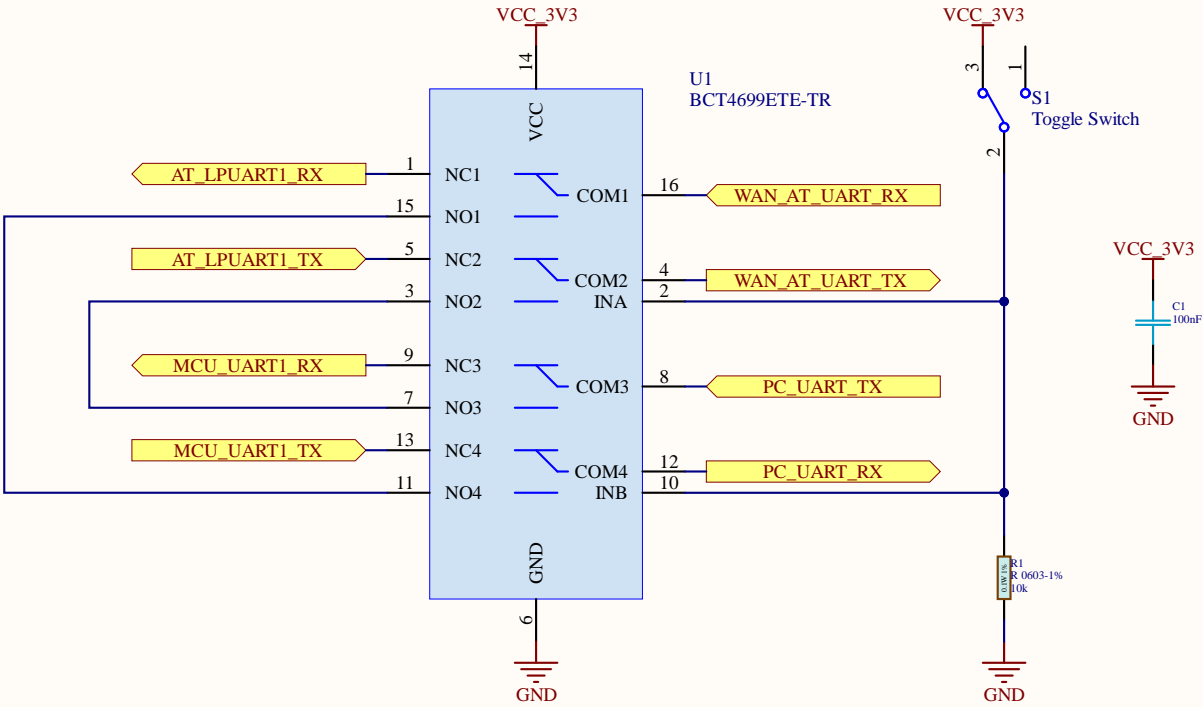 VCC_3V3
14
VCC
U1
BCT4699ETE-TR
VCC_3V3
3
1
S1
Toggle Switch
2
AT_LPUART1_RX
1
NC1
COM1
16
WAN_AT_UART_RX
15
NO1
AT_LPUART1_TX
5
NC2
COM2
4
WAN_AT_UART_TX
3
NO2
INA
2
MCU_UART1_RX
9
NC3
COM3
8
PC_UART_TX
7
NO3
MCU_UART1_TX
13
NC4
COM4
12
PC_UART_RX
11
NO4
INB
10
GND
6
GND
R1
R 0603-1%
10k
0.1W 1%
GND
VCC_3V3
C1
100nF
GND